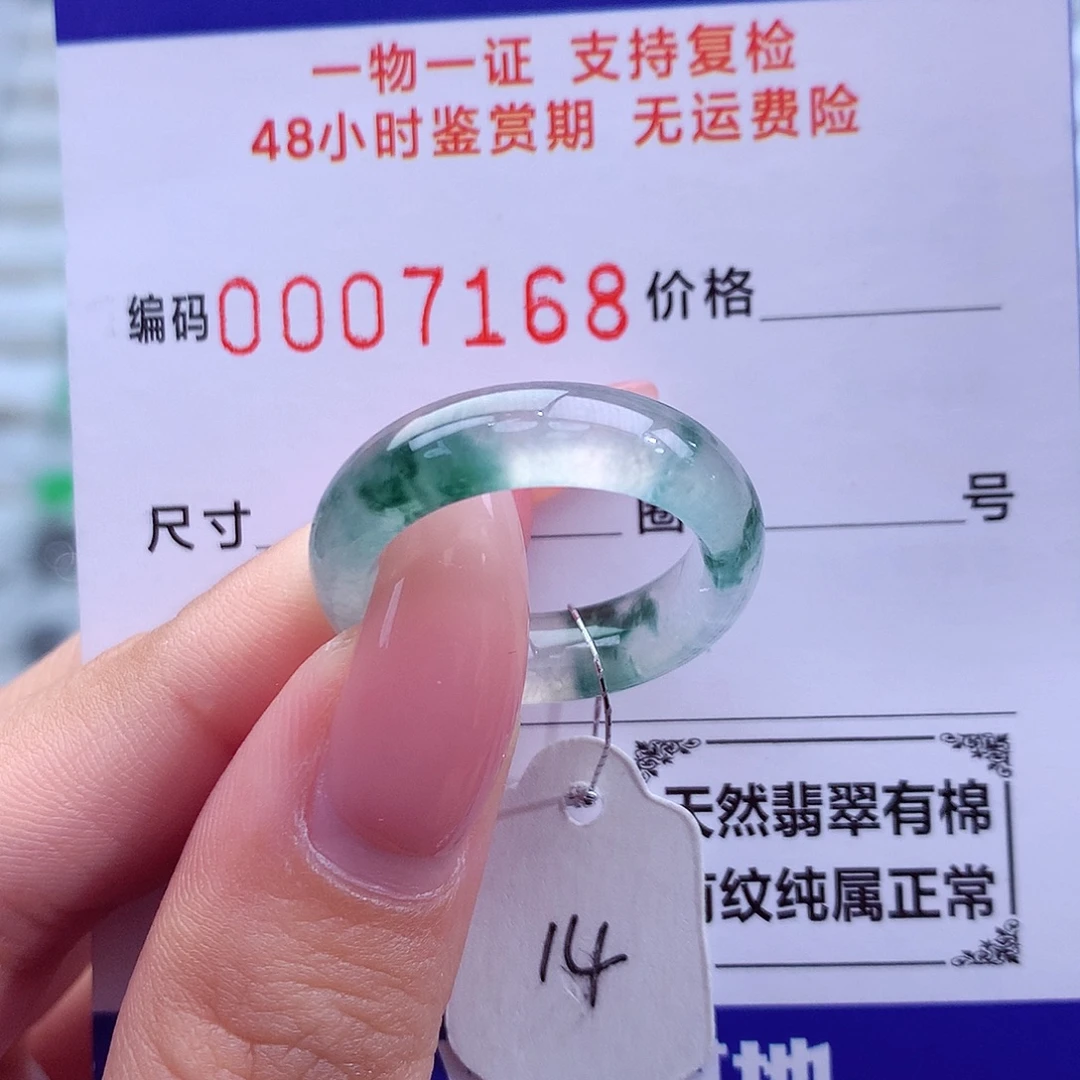 一物一证 支持复检
48小时鉴赏期 无运费险
编码0007168价格
尺寸 圈 号
天然翡翠有棉
有纹纯属正常
14
地